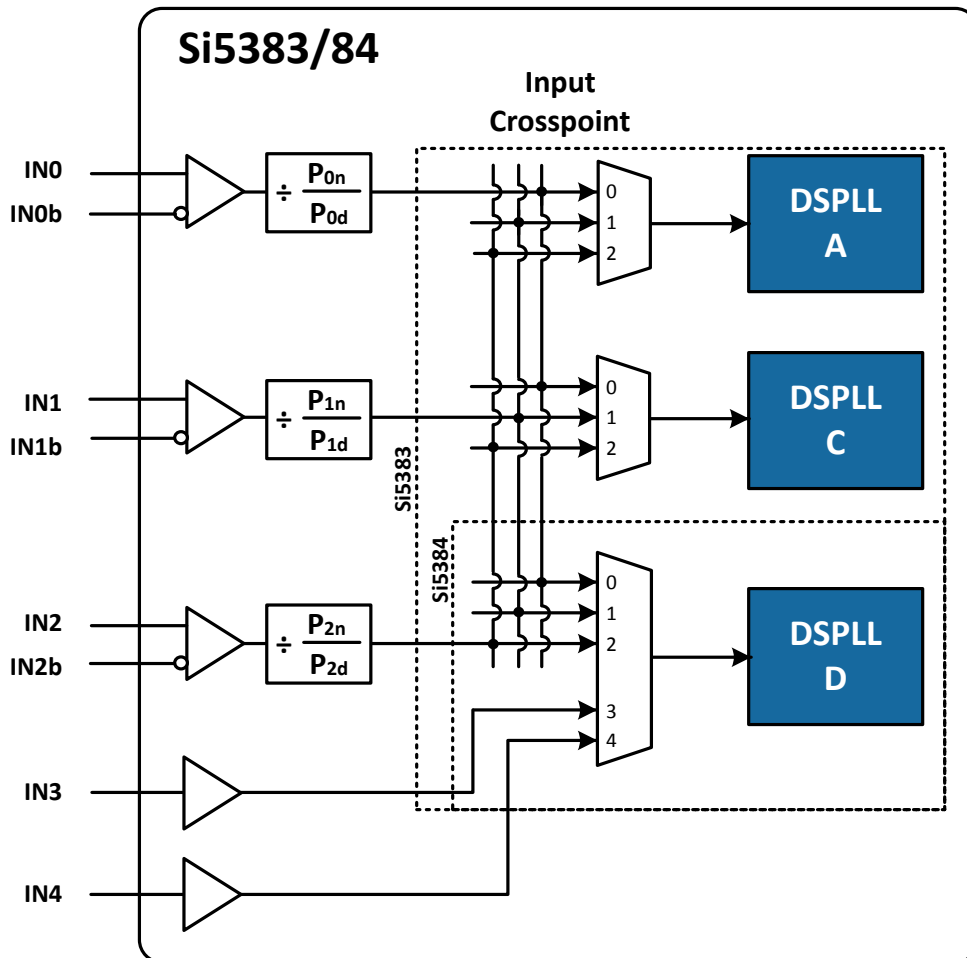 Si5383/84
Input
Crosspoint
IN0
IN0b
÷ P0n
P0d
0
1
2
DSPLL
A
IN1
IN1b
÷ P1n
P1d
0
1
2
DSPLL
C
Si5383
Si5384
IN2
IN2b
÷ P2n
P2d
0
1
2
3
4
DSPLL
D
IN3
IN4